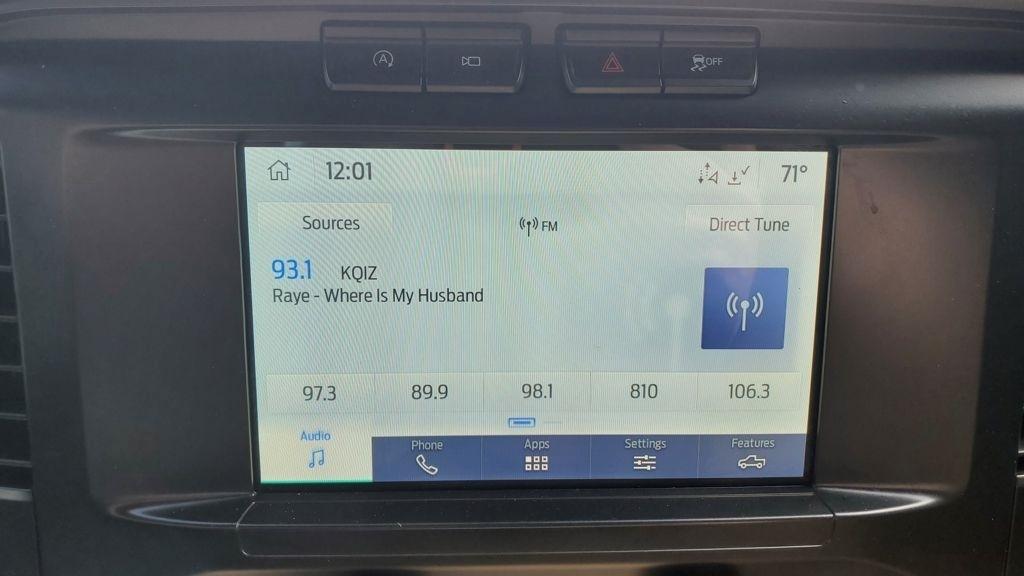 A
OFF
12:01
71°
Sources
FM
Direct Tune
93.1 KQIZ
Raye - Where Is My Husband
97.3 89.9 98.1 810 106.3
Audio Phone Apps Settings Features